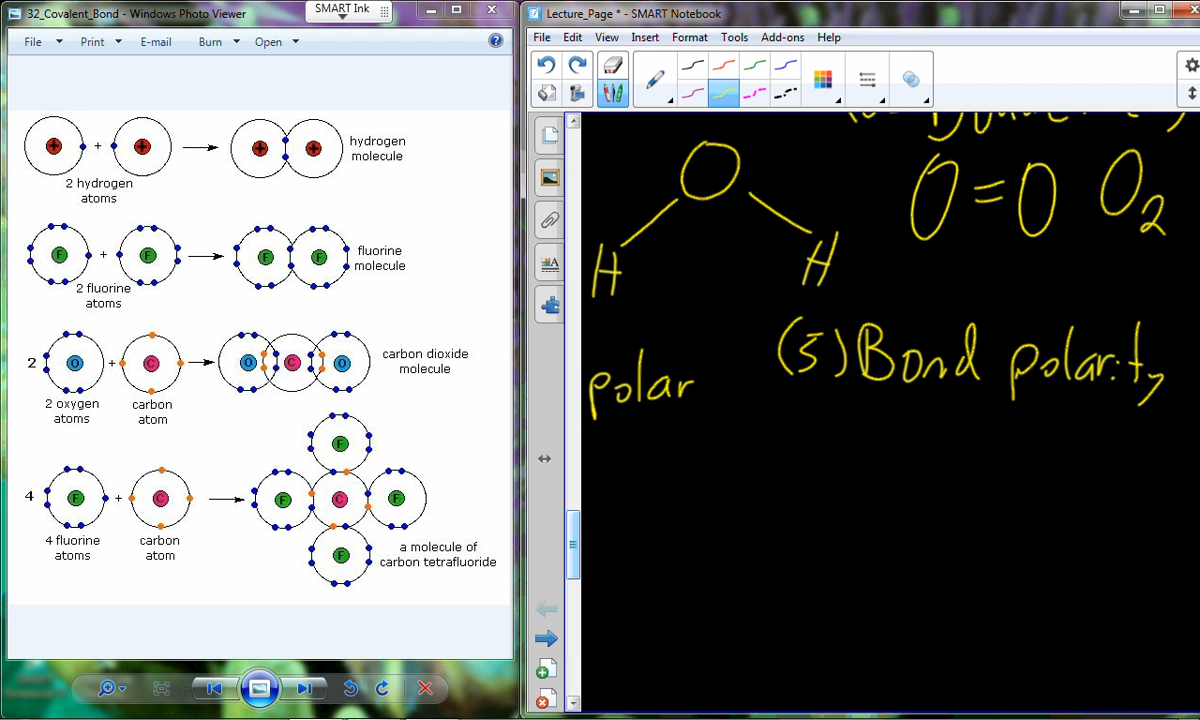 32_Covalent_Bond - Windows Photo Viewer
SMART Ink
File Print E-mail Burn Open
hydrogen
molecule
2 hydrogen
atoms
F F F F
fluorine
molecule
2 fluorine
atoms
2 O C O C O
carbon dioxide
molecule
2 oxygen
atoms
carbon
atom
F
4 F C F C F
4 fluorine
atoms
carbon
atom
F
a molecule of
carbon tetrafluoride
Lecture_Page * - SMART Notebook
File Edit View Insert Format Tools Add-ons Help
O
H H
O=O O2
(5) Bond polarity
polar